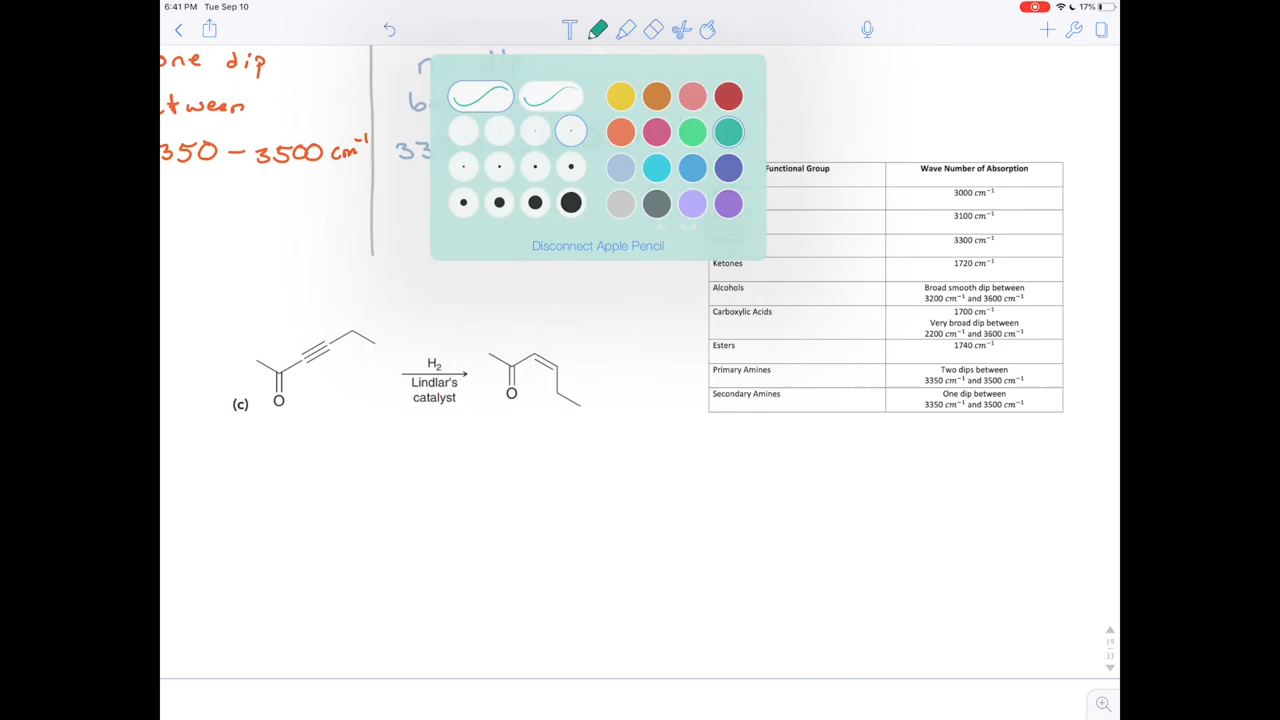 6:41 PM Tue Sep 10
17%
T
one dip
between
350 – 3500 cm⁻¹
33
Disconnect Apple Pencil
Functional Group Wave Number of Absorption
3000 cm⁻¹
3100 cm⁻¹
3300 cm⁻¹
Ketones 1720 cm⁻¹
Alcohols Broad smooth dip between
3200 cm⁻¹ and 3600 cm⁻¹
Carboxylic Acids 1700 cm⁻¹
Very broad dip between
2200 cm⁻¹ and 3600 cm⁻¹
Esters 1740 cm⁻¹
Primary Amines Two dips between
3350 cm⁻¹ and 3500 cm⁻¹
Secondary Amines One dip between
3350 cm⁻¹ and 3500 cm⁻¹
(c)
O
H₂
Lindlar's
catalyst
O
19
33